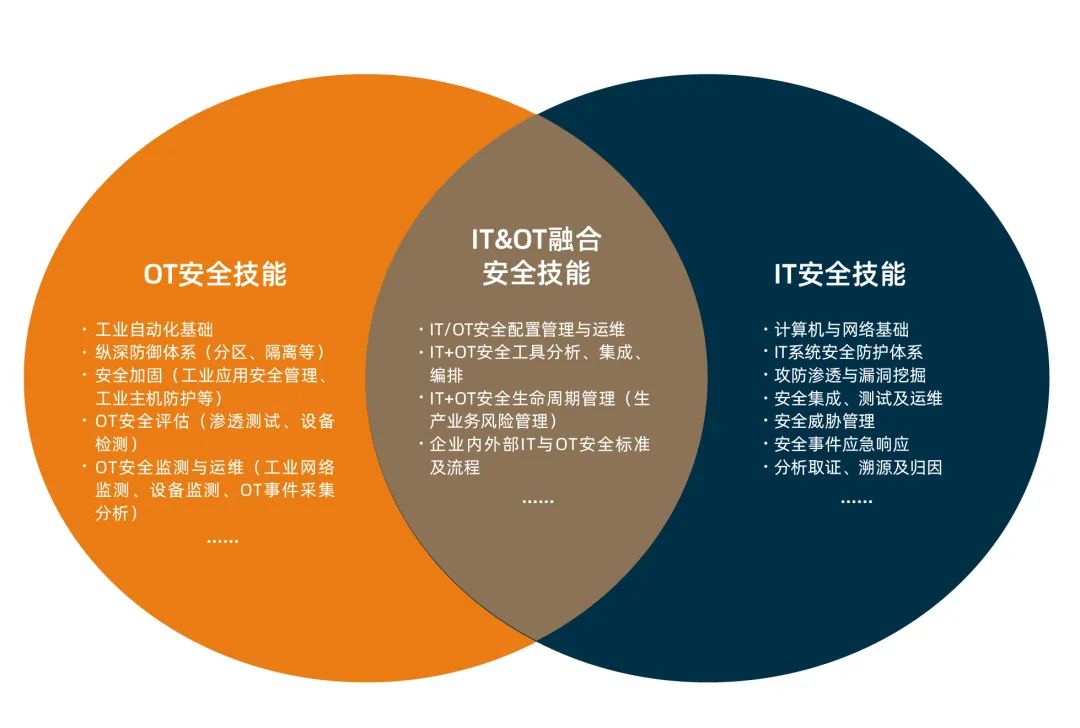 OT安全技能
· 工业自动化基础
· 纵深防御体系（分区、隔离等）
· 安全加固（工业应用安全管理、
工业主机防护等）
· OT安全评估（渗透测试、设备
检测）
· OT安全监测与运维（工业网络
监测、设备监测、OT事件采集
分析）
......
IT&OT融合
安全技能
· IT/OT安全配置管理与运维
· IT+OT安全工具分析、集成、
编排
· IT+OT安全生命周期管理（生
产业务风险管理）
· 企业内外部IT与OT安全标准
及流程
......
IT安全技能
· 计算机与网络基础
· IT系统安全防护体系
· 攻防渗透与漏洞挖掘
· 安全集成、测试及运维
· 安全威胁管理
· 安全事件应急响应
· 分析取证、溯源及归因
......